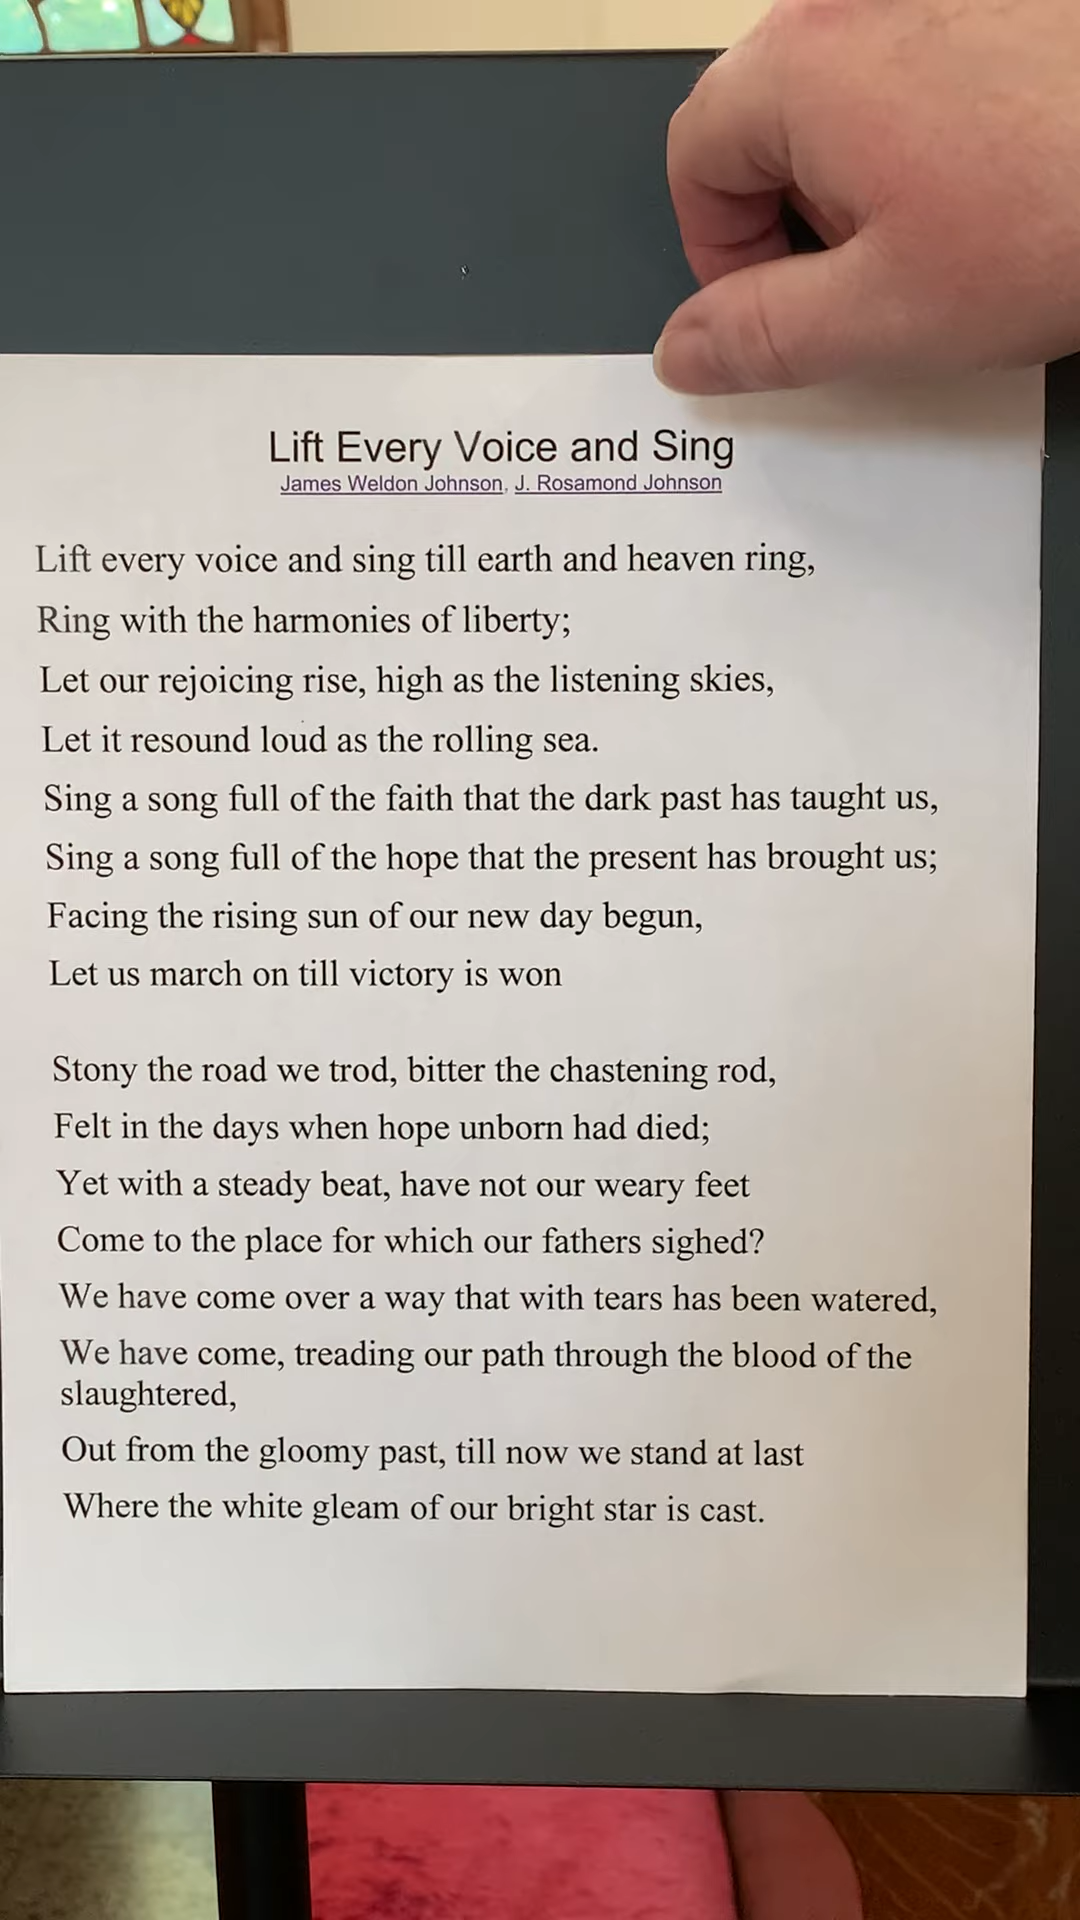 Lift Every Voice and Sing
James Weldon Johnson, J. Rosamond Johnson
Lift every voice and sing till earth and heaven ring,
Ring with the harmonies of liberty;
Let our rejoicing rise, high as the listening skies,
Let it resound loud as the rolling sea.
Sing a song full of the faith that the dark past has taught us,
Sing a song full of the hope that the present has brought us;
Facing the rising sun of our new day begun,
Let us march on till victory is won
Stony the road we trod, bitter the chastening rod,
Felt in the days when hope unborn had died;
Yet with a steady beat, have not our weary feet
Come to the place for which our fathers sighed?
We have come over a way that with tears has been watered,
We have come, treading our path through the blood of the
slaughtered,
Out from the gloomy past, till now we stand at last
Where the white gleam of our bright star is cast.